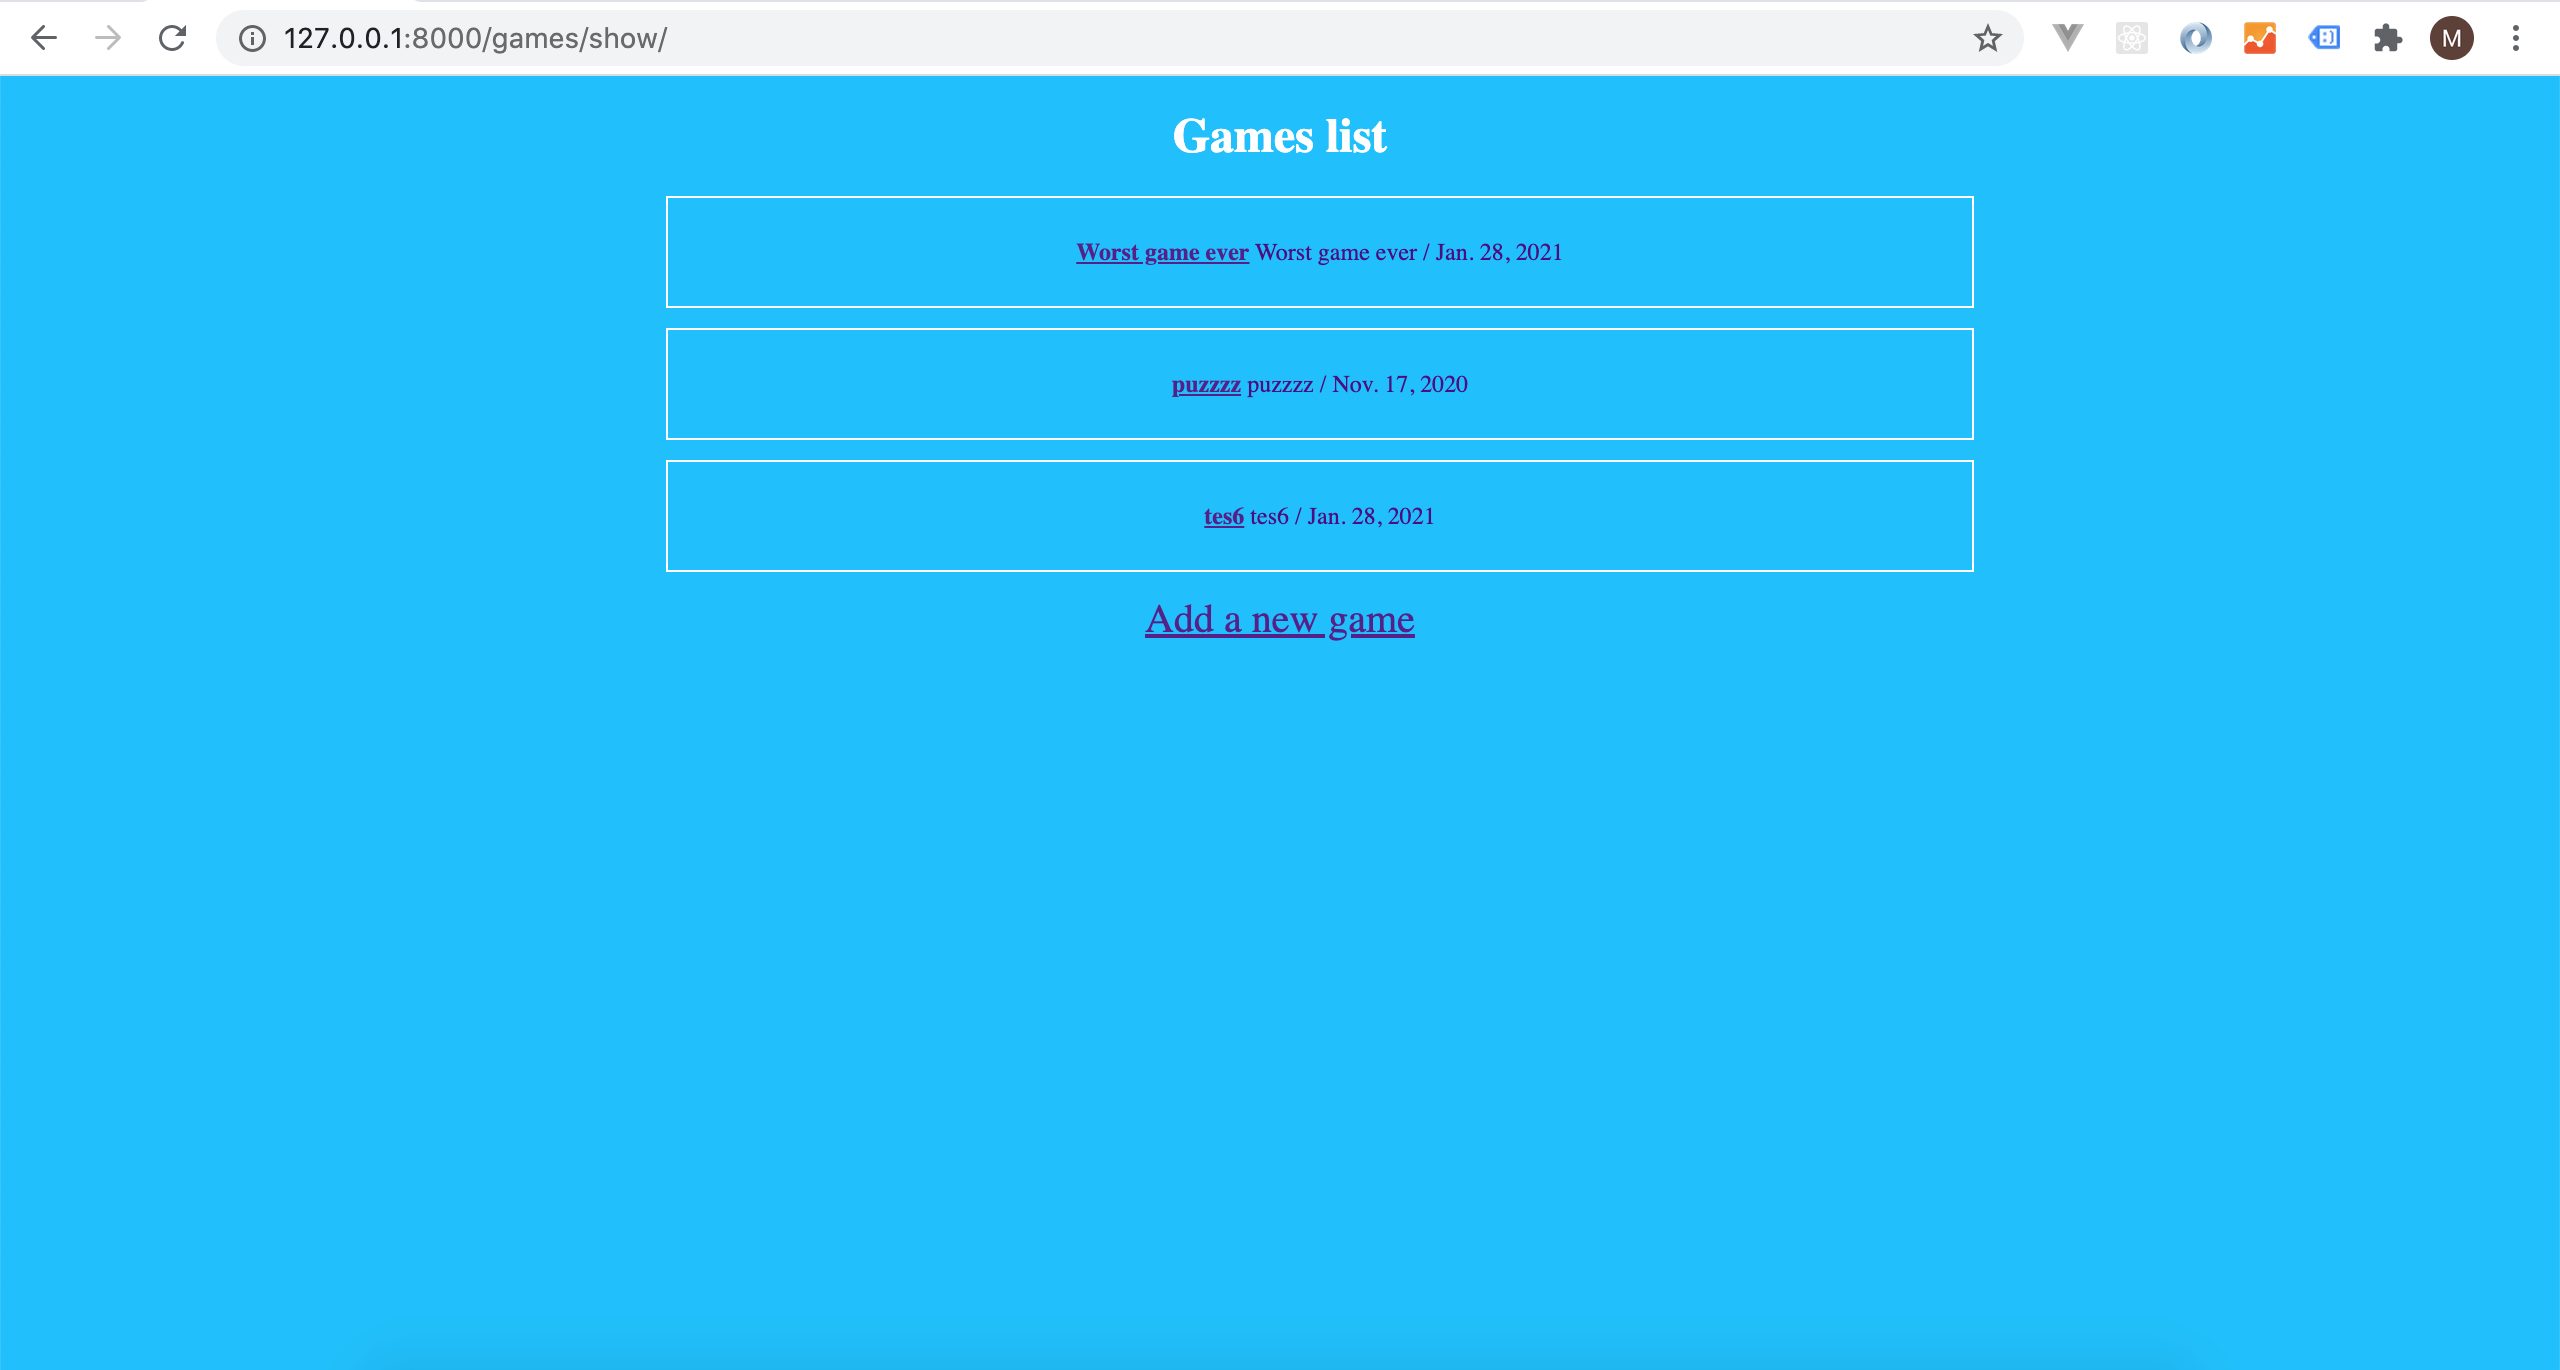 127.0.0.1:8000/games/show/
M
Games list
Worst game ever Worst game ever / Jan. 28, 2021
puzzzz puzzzz / Nov. 17, 2020
tes6 tes6 / Jan. 28, 2021
Add a new game